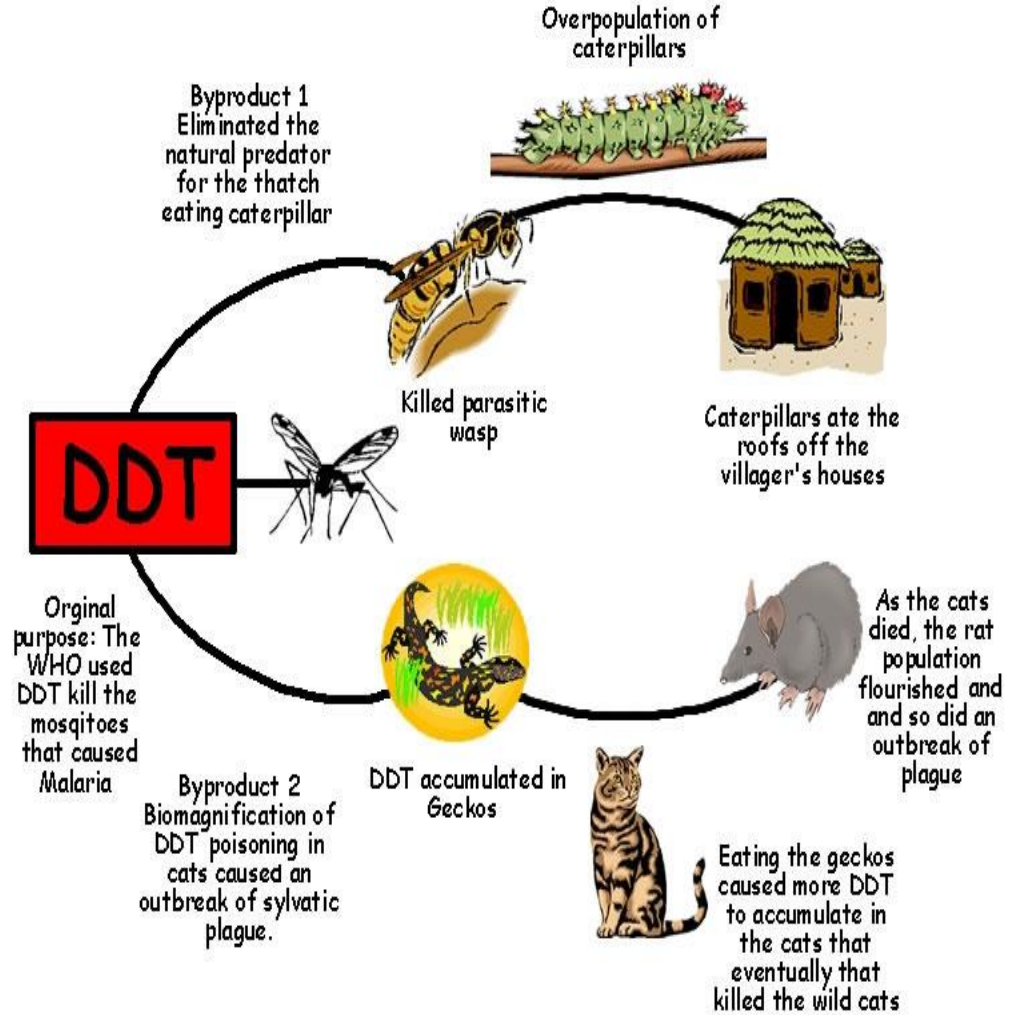 Overpopulation of
caterpillars
Byproduct 1
Eliminated the
natural predator
for the thatch
eating caterpillar
Killed parasitic
wasp
Caterpillars ate the
roofs off the
villager's houses
DDT
Orginal
purpose: The
WHO used
DDT kill the
mosqitoes
that caused
Malaria
Byproduct 2
Biomagnification of
DDT poisoning in
cats caused an
outbreak of sylvatic
plague.
DDT accumulated in
Geckos
Eating the geckos
caused more DDT
to accumulate in
the cats that
eventually that
killed the wild cats
As the cats
died, the rat
population
flourished and
and so did an
outbreak of
plague